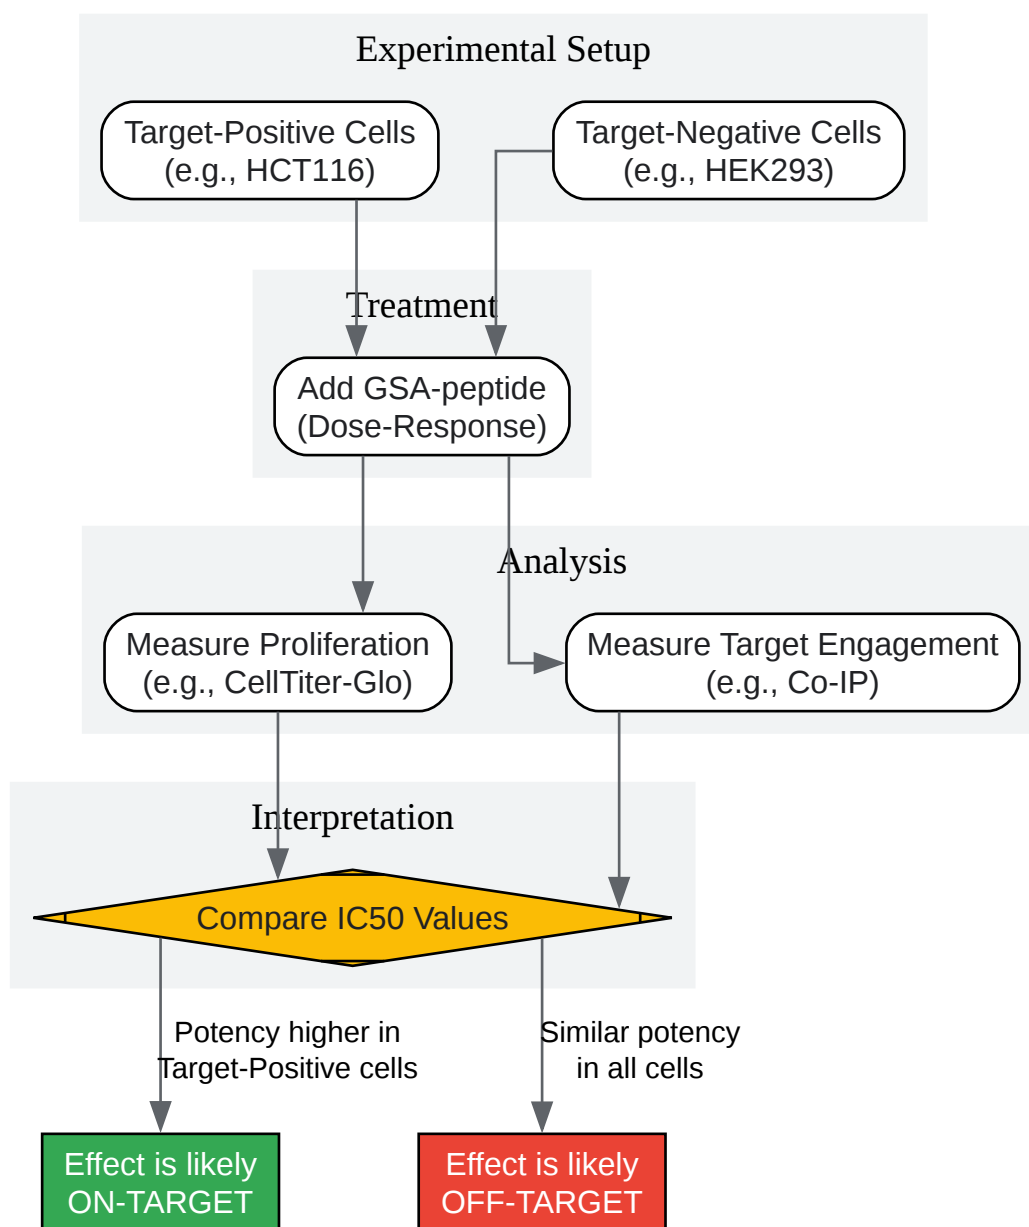 Experimental Setup
Target-Positive Cells
(e.g., HCT116)
Target-Negative Cells
(e.g., HEK293)
Treatment
Add GSA-peptide
(Dose-Response)
Analysis
Measure Proliferation
(e.g., CellTiter-Glo)
Measure Target Engagement
(e.g., Co-IP)
Interpretation
Compare IC50 Values
Potency higher in
Target-Positive cells
Similar potency
in all cells
Effect is likely
ON-TARGET
Effect is likely
OFF-TARGET